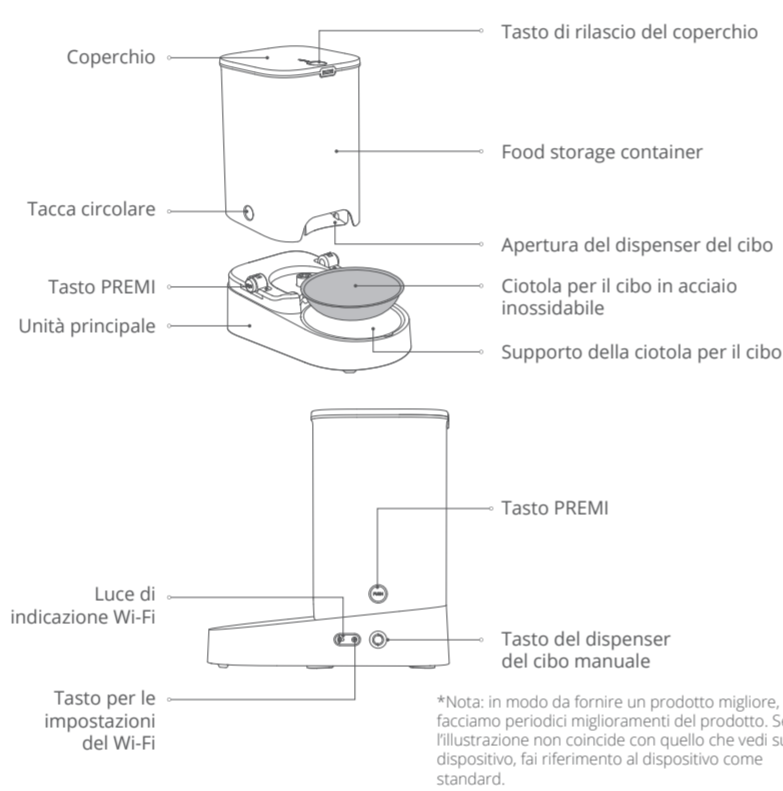 Tasto di rilascio del coperchio
Coperchio
Food storage container
Tacca circolare
Apertura del dispenser del cibo
Tasto PREMI
Ciotola per il cibo in acciaio
inossidabile
Unità principale
Supporto della ciotola per il cibo
Tasto PREMI
PUSH
Luce di
indicazione Wi-Fi
Tasto del dispenser
del cibo manuale
Tasto per le
impostazioni
del Wi-Fi
*Nota: in modo da fornire un prodotto migliore,
facciamo periodici miglioramenti del prodotto. Se
l'illustrazione non coincide con quello che vedi su
dispositivo, fai riferimento al dispositivo come
standard.